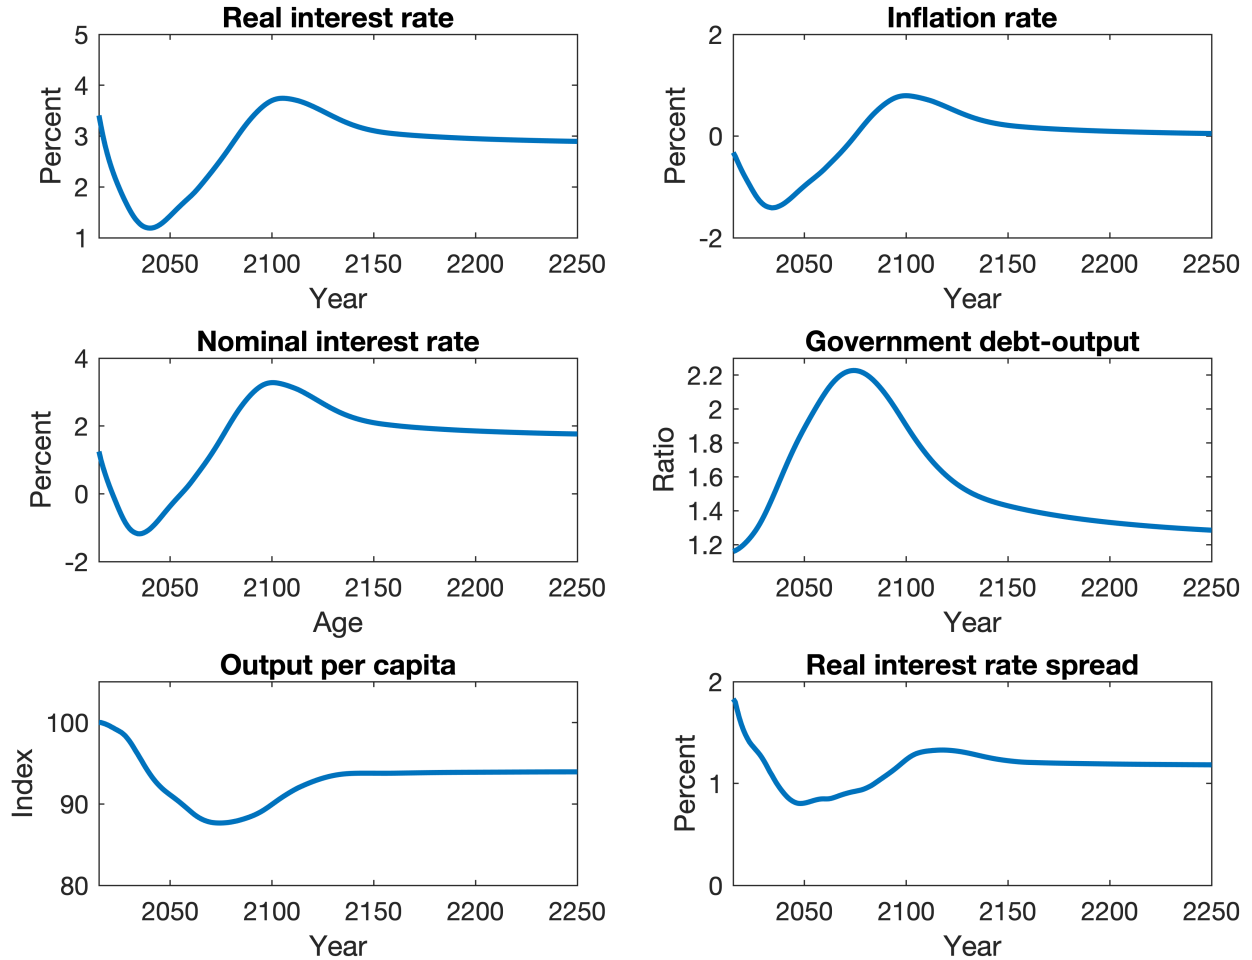 Real interest rate
Percent
5
4
3
2
1
2050 2100 2150 2200 2250
Year
Inflation rate
Percent
2
0
-2
2050 2100 2150 2200 2250
Year
Nominal interest rate
Percent
4
2
0
-2
2050 2100 2150 2200 2250
Age
Government debt-output
Ratio
2.2
2
1.8
1.6
1.4
1.2
2050 2100 2150 2200 2250
Year
Output per capita
Index
100
90
80
2050 2100 2150 2200 2250
Year
Real interest rate spread
Percent
2
1
0
2050 2100 2150 2200 2250
Year